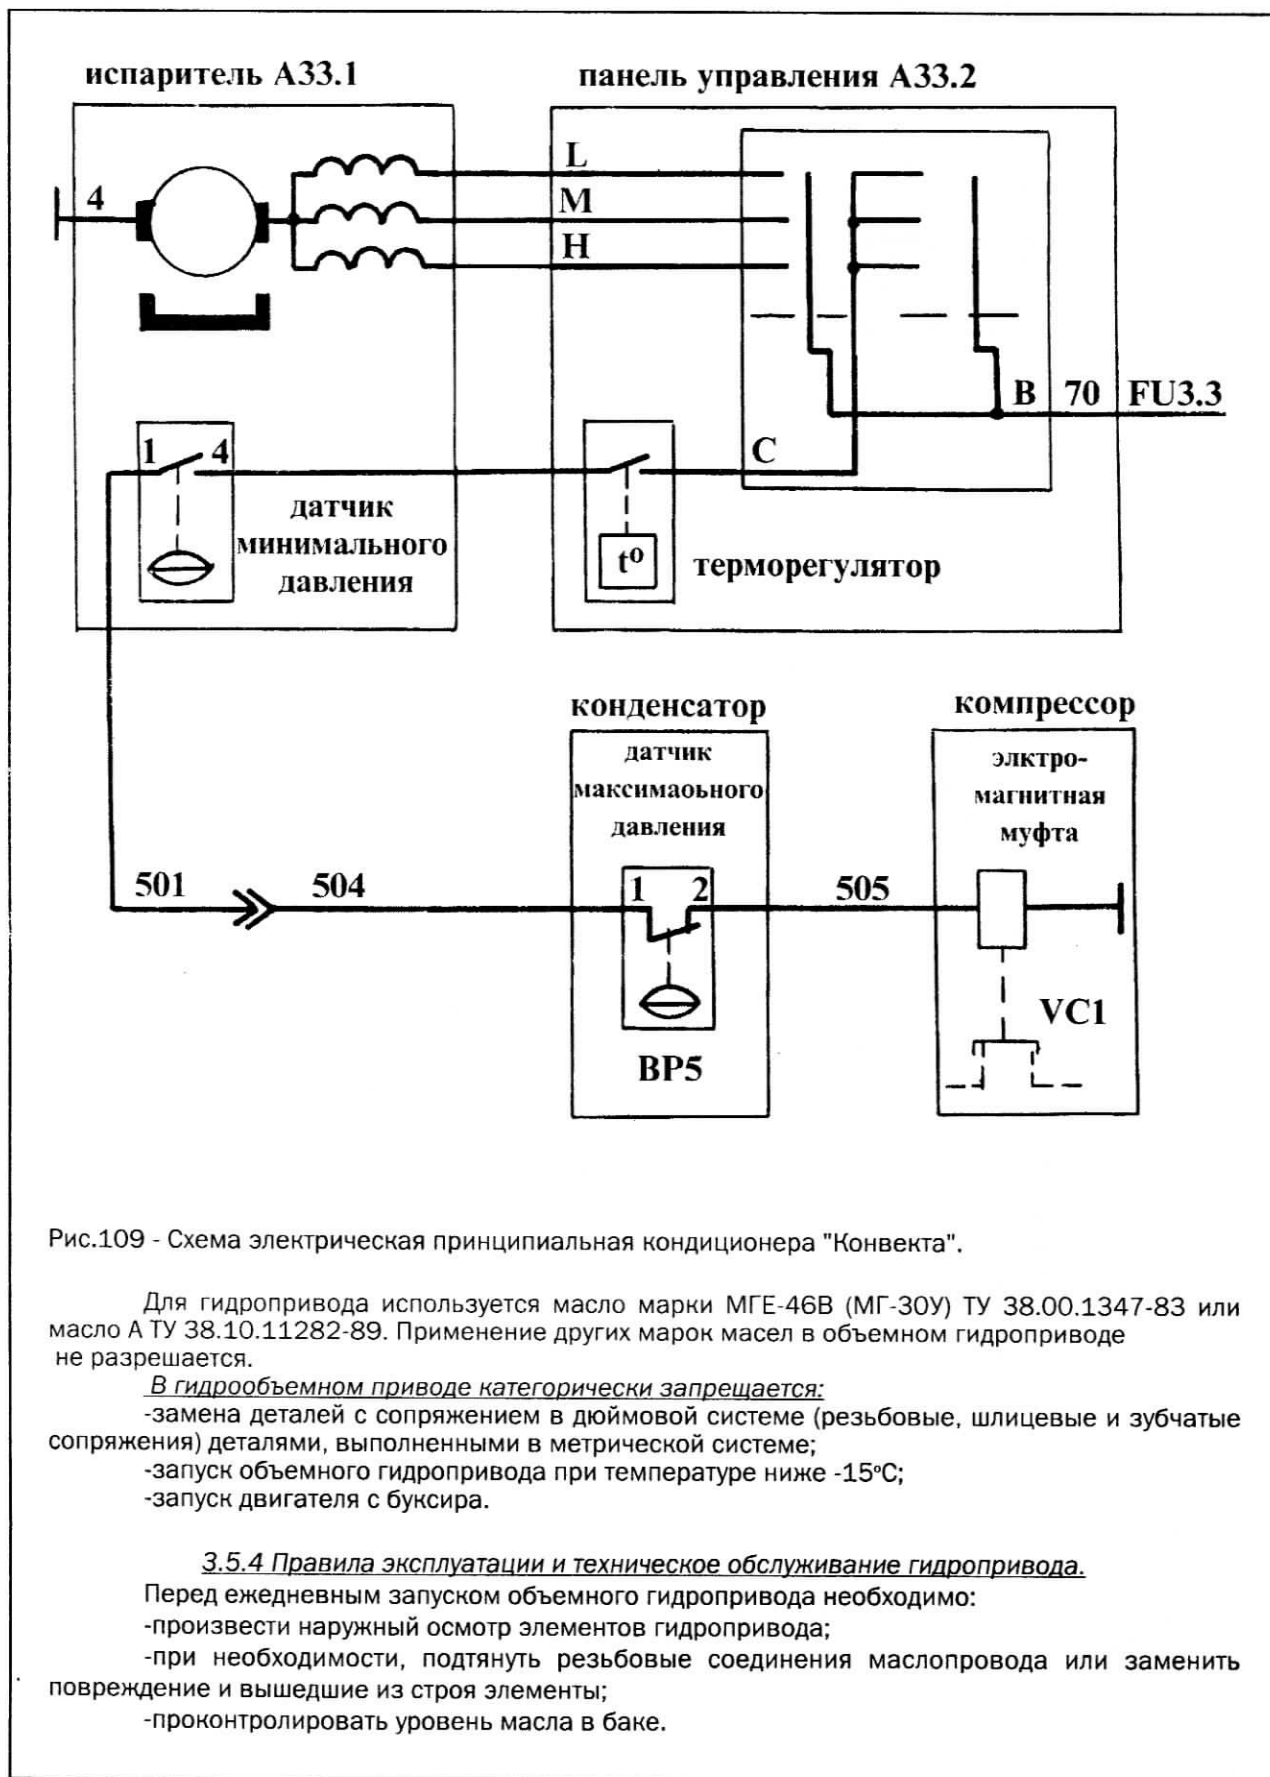 испаритель А33.1
панель управления А33.2
4
L
M
H
B
70
FU3.3
1
4
C
датчик
минимального
давления
t°
терморегулятор
конденсатор
компрессор
датчик
максимаоьного
давления
элктро-
магнитная
муфта
501
504
1
2
505
BP5
VC1
Рис.109 - Схема электрическая принципиальная кондиционера "Конвекта".
Для гидропривода используется масло марки МГЕ-46В (МГ-30У) ТУ 38.00.1347-83 или
масло А ТУ 38.10.11282-89. Применение других марок масел в объемном гидроприводе
не разрешается.
В гидрообъемном приводе категорически запрещается:
-замена деталей с сопряжением в дюймовой системе (резьбовые, шлицевые и зубчатые
сопряжения) деталями, выполненными в метрической системе;
-запуск объемного гидропривода при температуре ниже -15ºС;
-запуск двигателя с буксира.
3.5.4 Правила эксплуатации и техническое обслуживание гидропривода.
Перед ежедневным запуском объемного гидропривода необходимо:
-произвести наружный осмотр элементов гидропривода;
-при необходимости, подтянуть резьбовые соединения маслопровода или заменить
повреждение и вышедшие из строя элементы;
-проконтролировать уровень масла в баке.